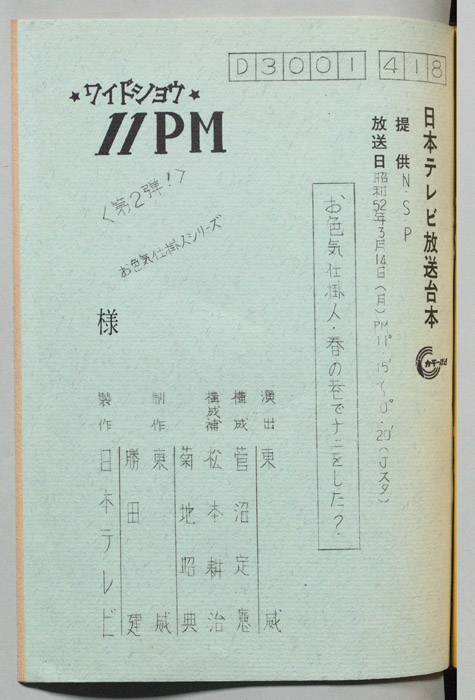 D3001 418
★ワイドショウ★
11PM
日本テレビ放送台本
カラー
提供 N.S.P
放送日 昭和52年3月14日(月)PM11°.15'〜0°.20'(Jスタ)
お色気仕掛人・春の巷でナニをした?
〈第2弾!〉
お色気仕掛人シリーズ
様
演出 東 威
構成 菅沼定憲
構成補 松本耕治
菊地昭典
制作 東 威
勝田 建
製作 日本テレビ